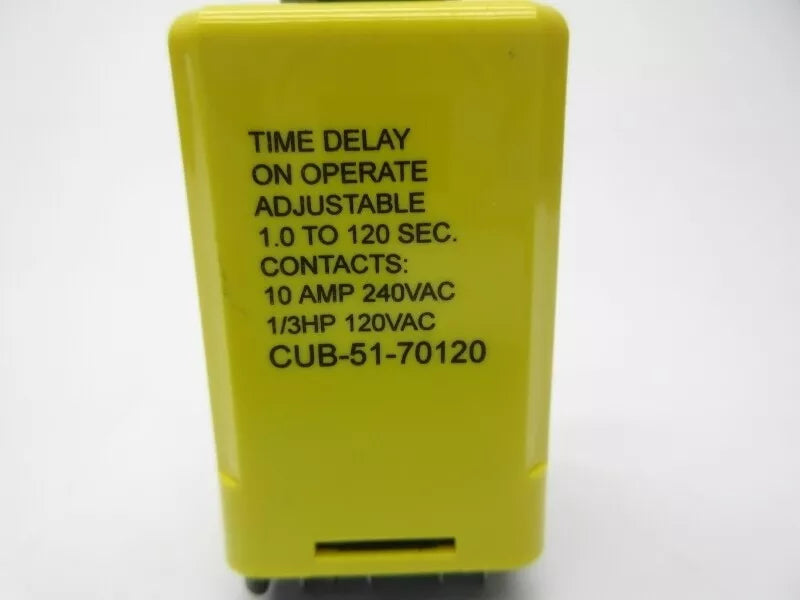 TIME DELAY
ON OPERATE
ADJUSTABLE
1.0 TO 120 SEC.
CONTACTS:
10 AMP 240VAC
1/3HP 120VAC
CUB-51-70120